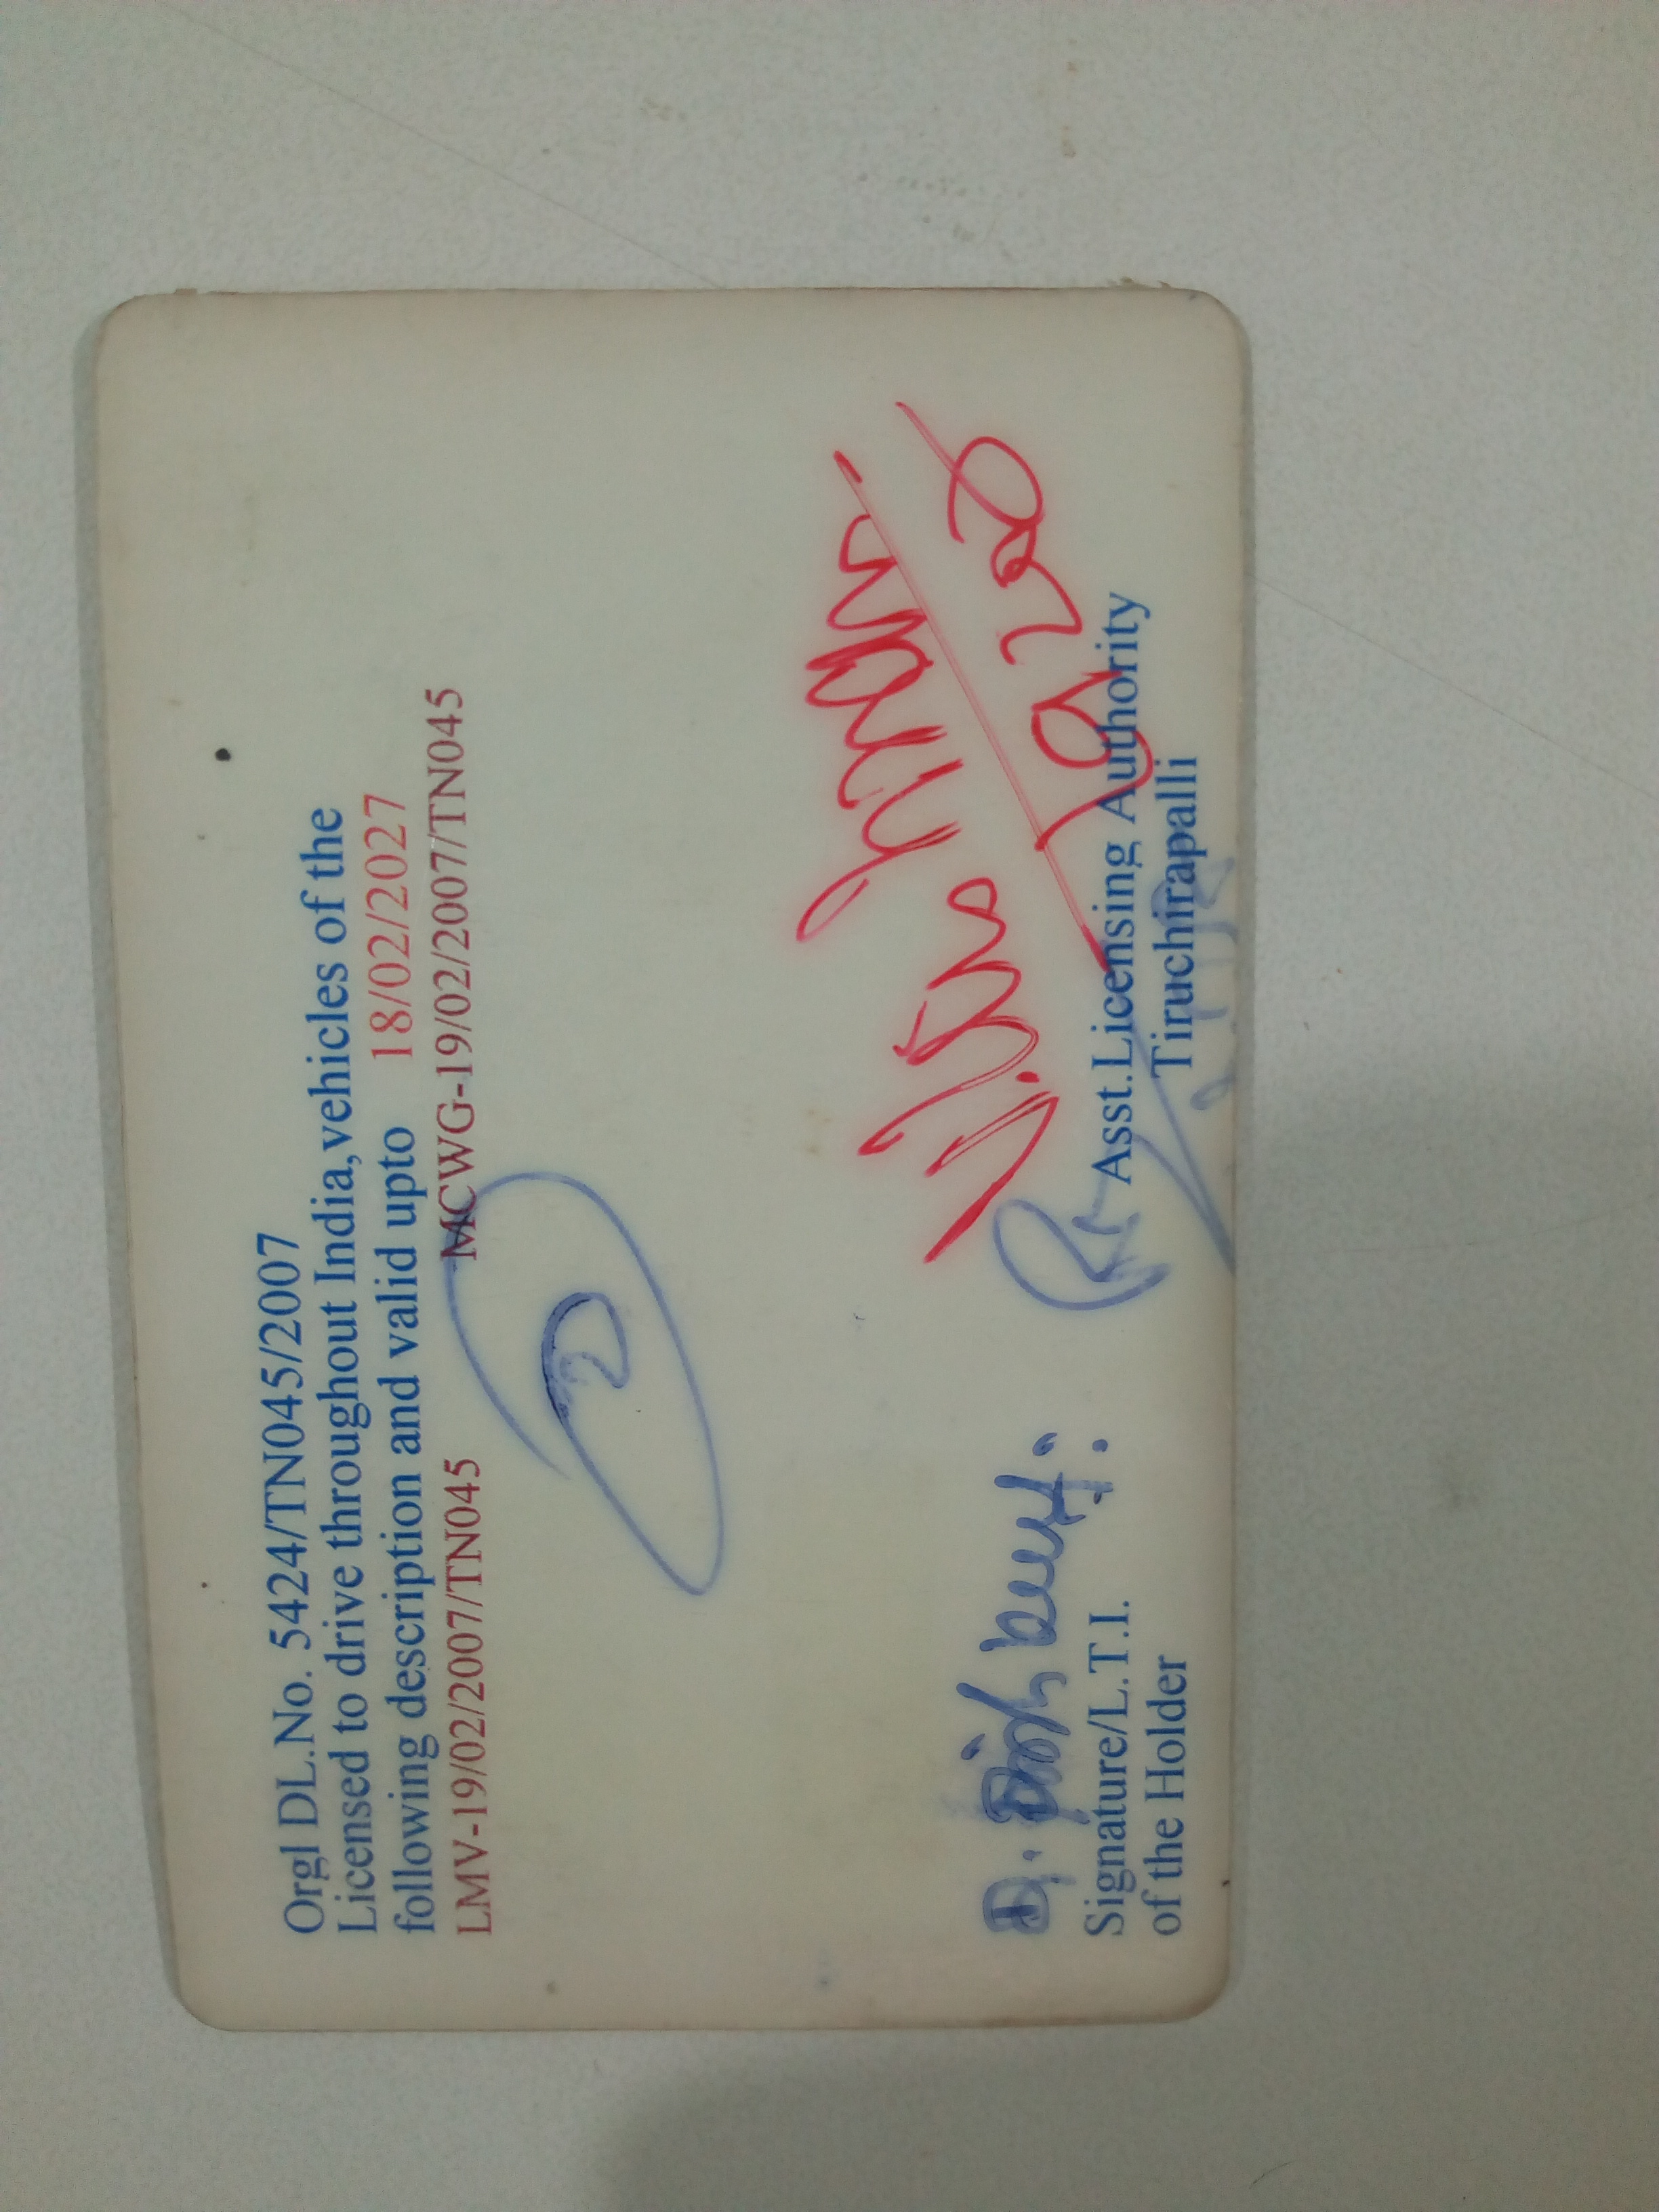 Orgl DL.No. 5424/TN045/2007
Licensed to drive throughout India,vehicles of the
following description and valid upto 18/02/2027
LMV-19/02/2007/TN045 MCWG-19/02/2007/TN045
Signature/L.T.I.
of the Holder
Asst.Licensing Authority
Tiruchirapalli